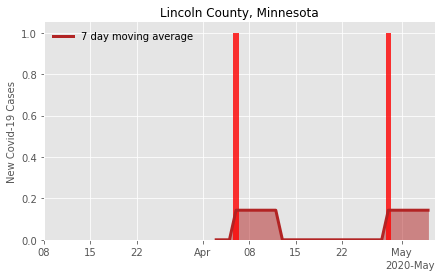 Lincoln County, Minnesota
7 day moving average
New Covid-19 Cases
1.0
0.8
0.6
0.4
0.2
0.0
08 15 22 Apr 08 15 22 May
2020-May